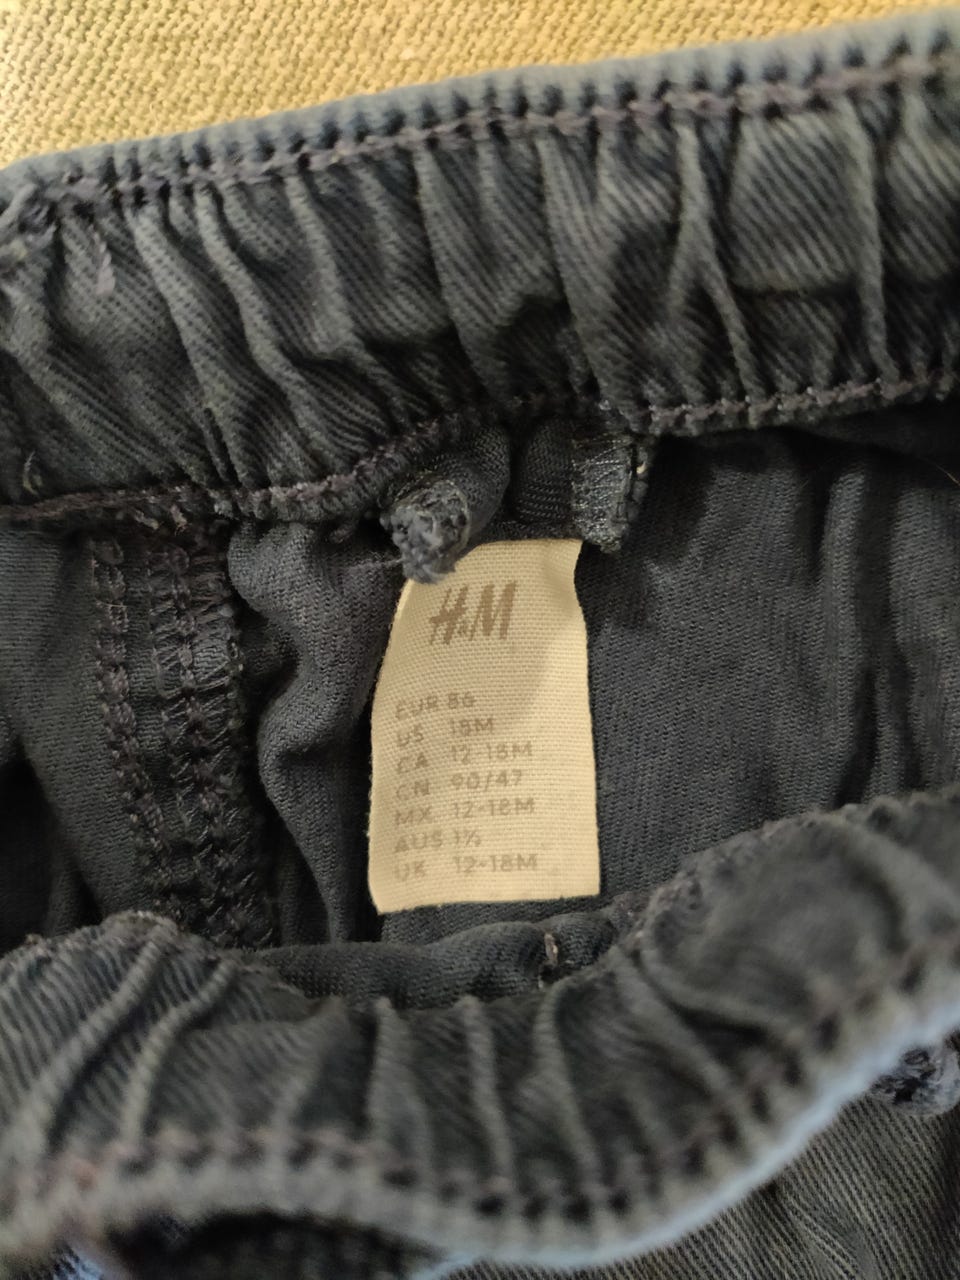 H&M
EUR 86
US 18M
CA 12-18M
CN 90/47
MX 12-18M
AUS 1½
UK 12-18M